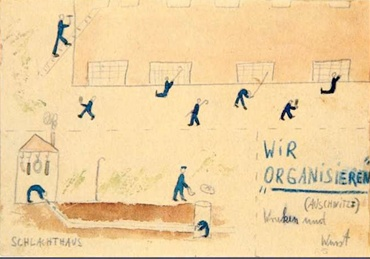 WIR
"ORGANISIEREN"
(AUSCHWITZ)
und
Wurst
SCHLACHTHAUS